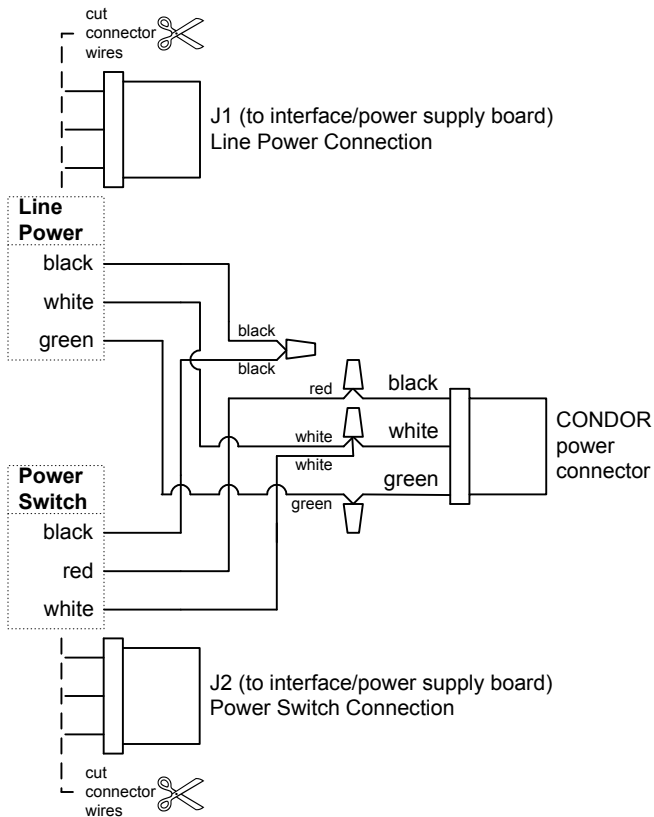 cut
connector
wires
J1 (to interface/power supply board)
Line Power Connection
Line
Power
black
white
green
black
black
red
black
white
white
white
green
green
CONDOR
power
connector
Power
Switch
black
red
white
J2 (to interface/power supply board)
Power Switch Connection
cut
connector
wires